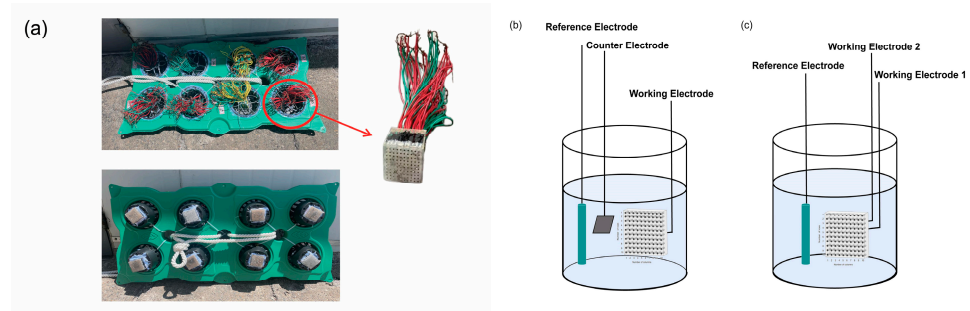 (a)
(b)
Reference Electrode
Counter Electrode
Working Electrode
(c)
Working Electrode 2
Reference Electrode
Working Electrode 1